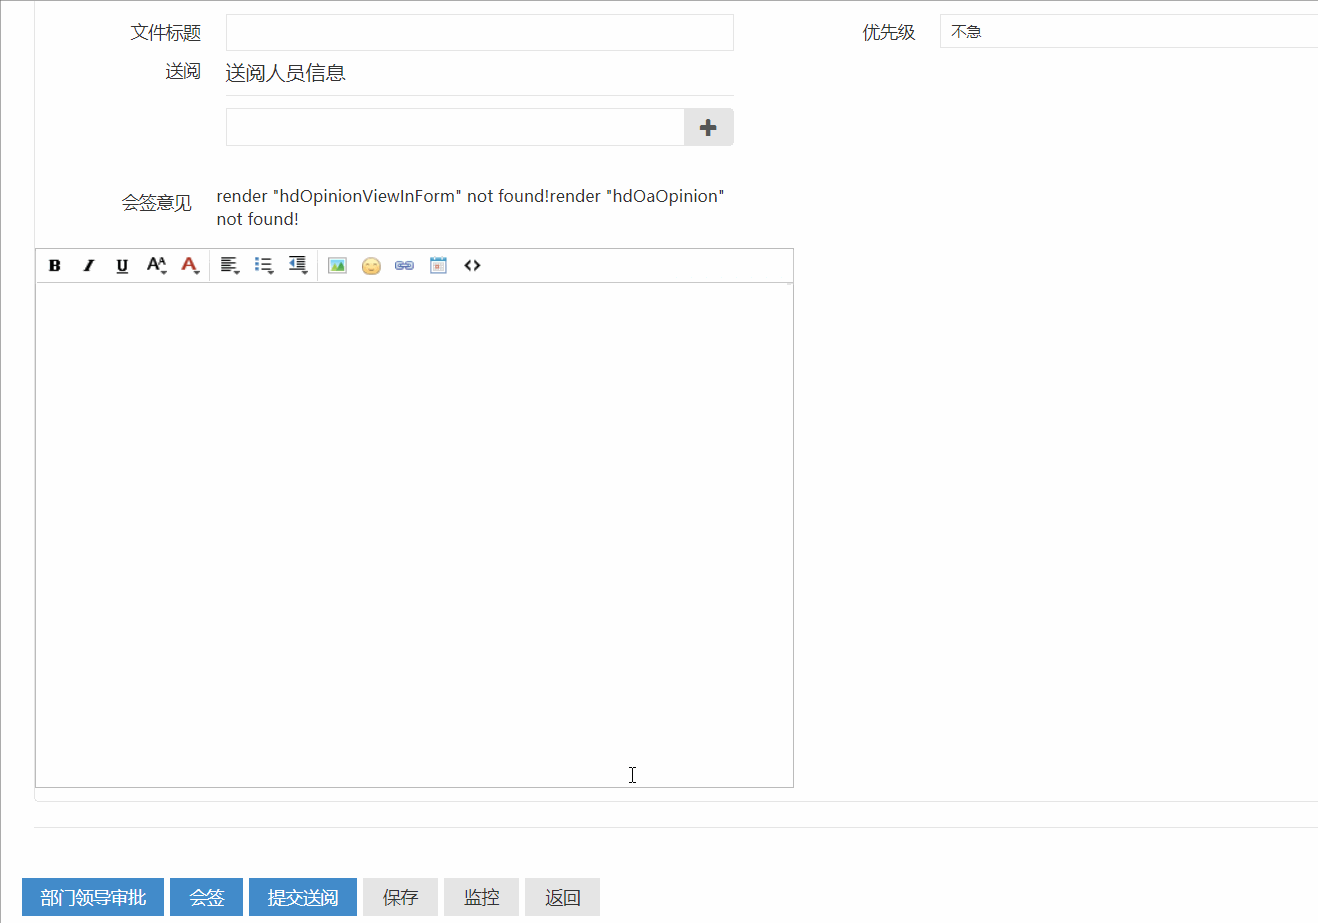 文件标题
优先级
不急
送阅
送阅人员信息
会签意见
render "hdOpinionViewInForm" not found!render "hdOaOpinion"
not found!
B I U AA A
部门领导审批 会签 提交送阅 保存 监控 返回